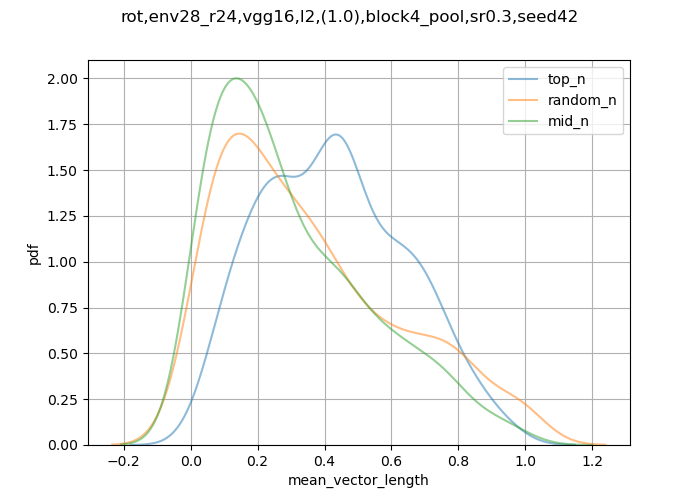 rot,env28_r24,vgg16,l2,(1.0),block4_pool,sr0.3,seed42
top_n
random_n
mid_n
2.00
1.75
1.50
1.25
1.00
0.75
0.50
0.25
0.00
pdf
−0.2 0.0 0.2 0.4 0.6 0.8 1.0 1.2
mean_vector_length